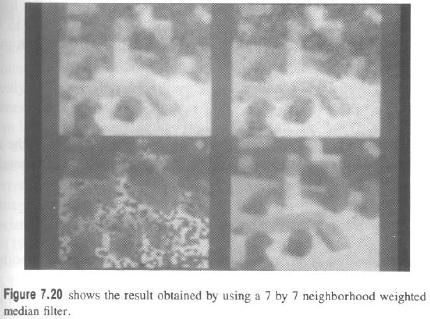 Figure 7.20 shows the result obtained by using a 7 by 7 neighborhood weighted
median filter.